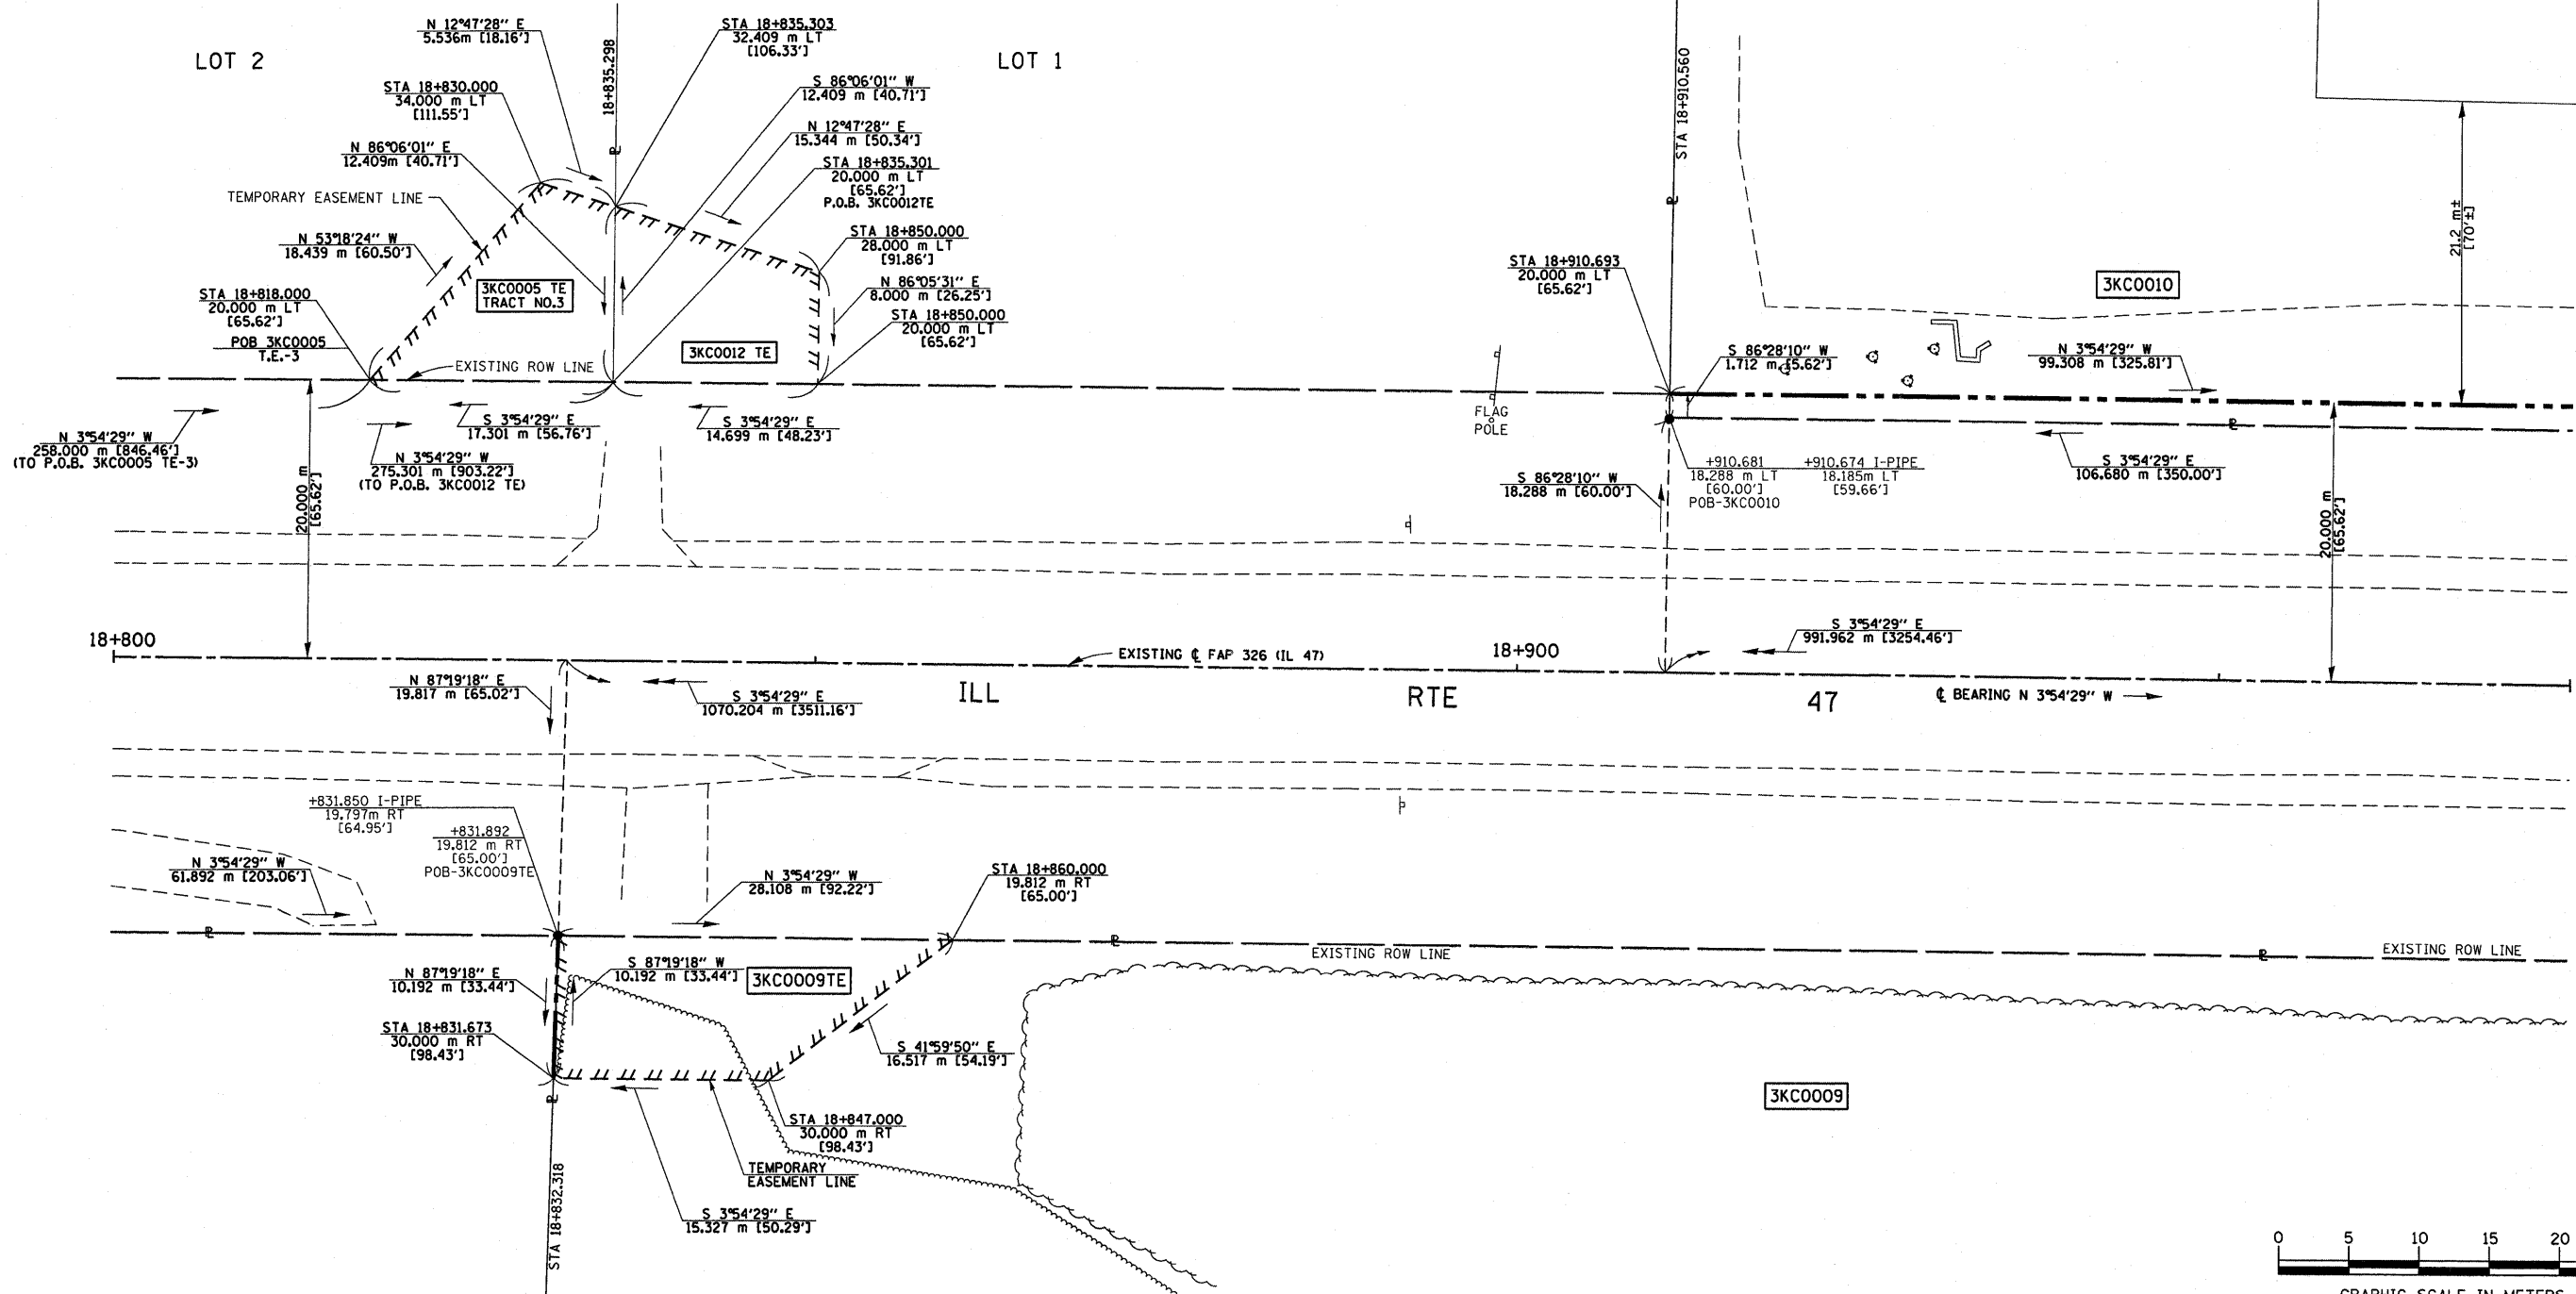 LOT 2
N 12°47'28" E
5.536m [18.16']
18+835.298
STA 18+835.303
32.409 m LT
[106.33']
LOT 1
STA 18+830.000
34.000 m LT
[111.55']
S 86°06'01" W
12.409 m [40.71']
N 12°47'28" E
15.344 m [50.34']
N 86°06'01" E
12.409m [40.71']
STA 18+835.301
20.000 m LT
[65.62']
P.O.B. 3KC0012TE
TEMPORARY EASEMENT LINE
N 53°18'24" W
18.439 m [60.50']
STA 18+850.000
28.000 m LT
[91.86']
3KC0005 TE
TRACT NO.3
N 86°05'31" E
8.000 m [26.25']
STA 18+818.000
20.000 m LT
[65.62']
POB 3KC0005
T.E.-3
STA 18+850.000
20.000 m LT
[65.62']
3KC0012 TE
EXISTING ROW LINE
STA 18+910.560
STA 18+910.693
20.000 m LT
[65.62']
3KC0010
21.2 m±
[70'±]
S 86°28'10" W
1.712 m [5.62']
N 3°54'29" W
99.308 m [325.81']
FLAG
POLE
N 3°54'29" W
258.000 m [846.46']
(TO P.O.B. 3KC0005 TE-3)
S 3°54'29" E
17.301 m [56.76']
S 3°54'29" E
14.699 m [48.23']
N 3°54'29" W
275.301 m [903.22']
(TO P.O.B. 3KC0012 TE)
20.000 m
[65.62']
S 86°28'10" W
18.288 m [60.00']
+910.681
18.288 m LT
[60.00']
POB-3KC0010
+910.674 I-PIPE
18.185m LT
[59.66']
S 3°54'29" E
106.680 m [350.00']
20.000 m
[65.62']
18+800
EXISTING ℄ FAP 326 (IL 47)
18+900
S 3°54'29" E
991.962 m [3254.46']
N 87°19'18" E
19.817 m [65.02']
S 3°54'29" E
1070.204 m [3511.16']
ILL RTE 47
℄ BEARING N 3°54'29" W
+831.850 I-PIPE
19.797m RT
[64.95']
+831.892
19.812 m RT
[65.00']
POB-3KC0009TE
N 3°54'29" W
61.892 m [203.06']
N 3°54'29" W
28.108 m [92.22']
STA 18+860.000
19.812 m RT
[65.00']
EXISTING ROW LINE
EXISTING ROW LINE
N 87°19'18" E
10.192 m [33.44']
S 87°19'18" W
10.192 m [33.44']
3KC0009TE
STA 18+831.673
30.000 m RT
[98.43']
S 41°59'50" E
16.517 m [54.19']
3KC0009
STA 18+847.000
30.000 m RT
[98.43']
TEMPORARY
EASEMENT LINE
S 3°54'29" E
15.327 m [50.29']
STA 18+832.318
0 5 10 15 20
GRAPHIC SCALE IN METERS